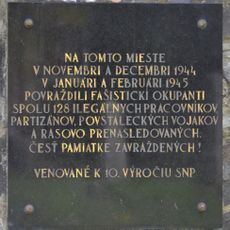 NA TOMTO MIESTE
V NOVEMBRI A DECEMBRI 1944
V JANUÁRI A FEBRUÁRI 1945
POVRAŽDILI FAŠISTICKÍ OKUPANTI
SPOLU 128 ILEGÁLNYCH PRACOVNÍKOV
PARTIZÁNOV, POVSTALECKÝCH VOJAKOV
A RASOVO PRENASLEDOVANÝCH.
ČESŤ PAMIATKE ZAVRAŽDENÝCH!
VENOVANÉ K 10. VÝROČIU SNP